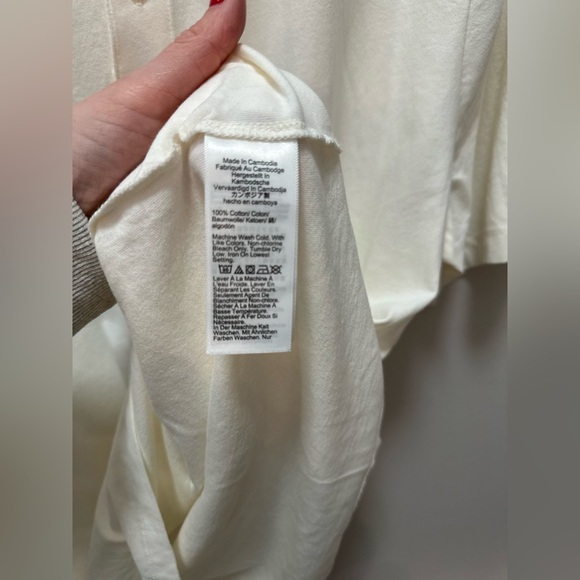 Made In Cambodia
Fabriqué Au Cambodge
Hergestellt In
Kambodscha
Vervaardigd In Cambodja
カンボジア製
hecho en camboya
100% Cotton/ Coton/
Baumwolle/ Katoen/ 綿/
algodón
Machine Wash Cold, With
Like Colors. Non-chlorine
Bleach Only. Tumble Dry
Low. Iron On Lowest
Setting.
Laver À La Machine À
L'eau Froide. Laver En
Séparant Les Couleurs.
Seulement Agent De
Blanchiment Non-chlore.
Sécher À La Machine À
Basse Température.
Repasser À Fer Doux Si
Nécessaire.
In Der Maschine Kalt
Waschen, Mit Ähnlichen
Farben Waschen. Nur